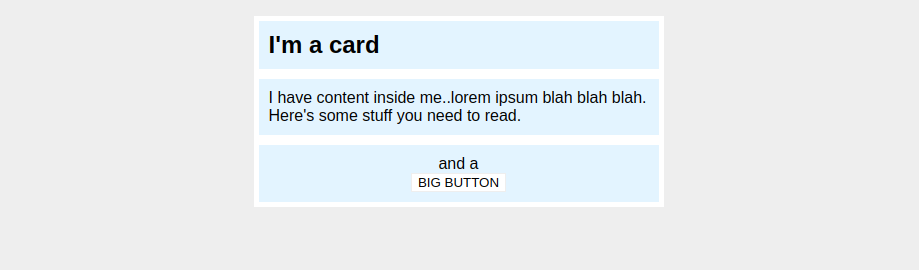 I'm a card
I have content inside me..lorem ipsum blah blah blah.
Here's some stuff you need to read.
and a
BIG BUTTON